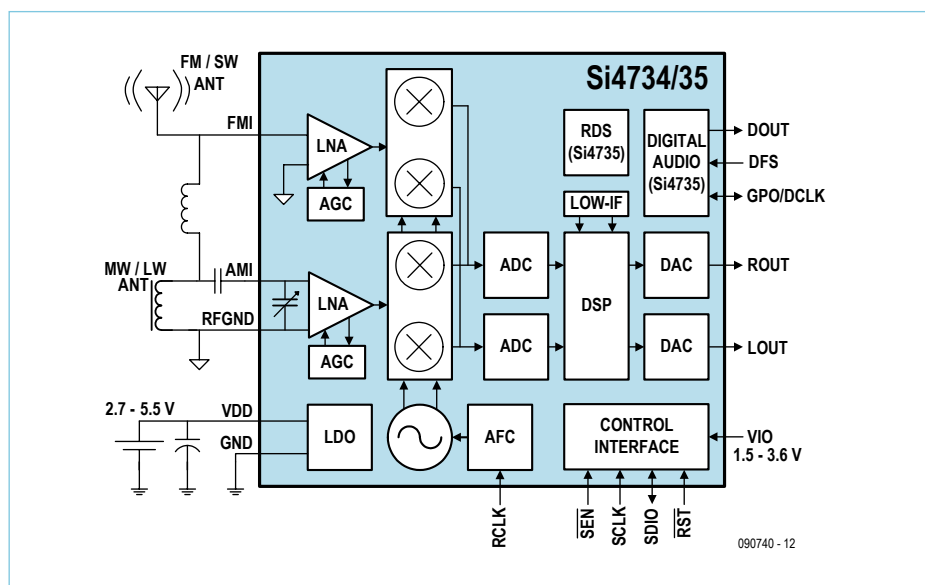 Si4734/35
FM / SW
ANT
FMI
LNA
AGC
RDS
(Si4735)
DIGITAL
AUDIO
(Si4735)
DOUT
DFS
GPO/DCLK
LOW-IF
MW / LW
ANT
AMI
RFGND
LNA
AGC
ADC
ADC
DSP
DAC
DAC
ROUT
LOUT
2.7 - 5.5 V
VDD
GND
LDO
AFC
CONTROL
INTERFACE
VIO
1.5 - 3.6 V
RCLK
SEN
SCLK
SDIO
RST
090740 - 12